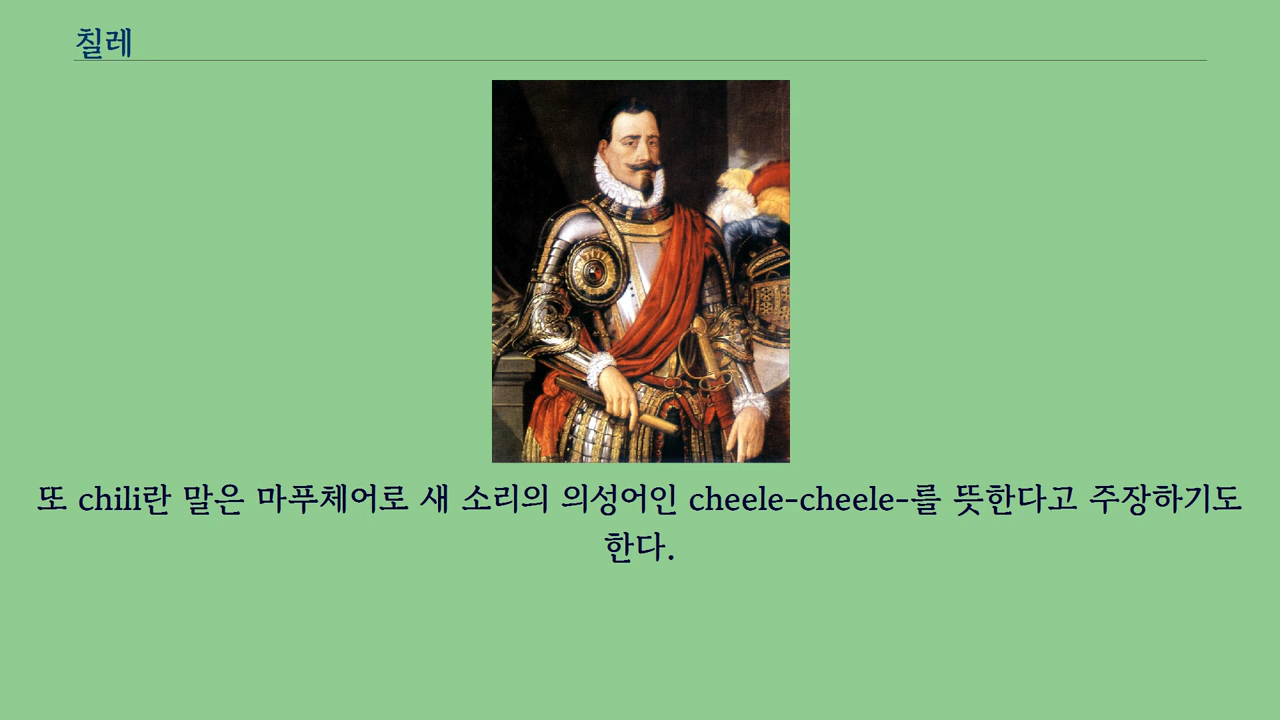 칠레
또 chili란 말은 마푸체어로 새 소리의 의성어인 cheele-cheele-를 뜻한다고 주장하기도
한다.